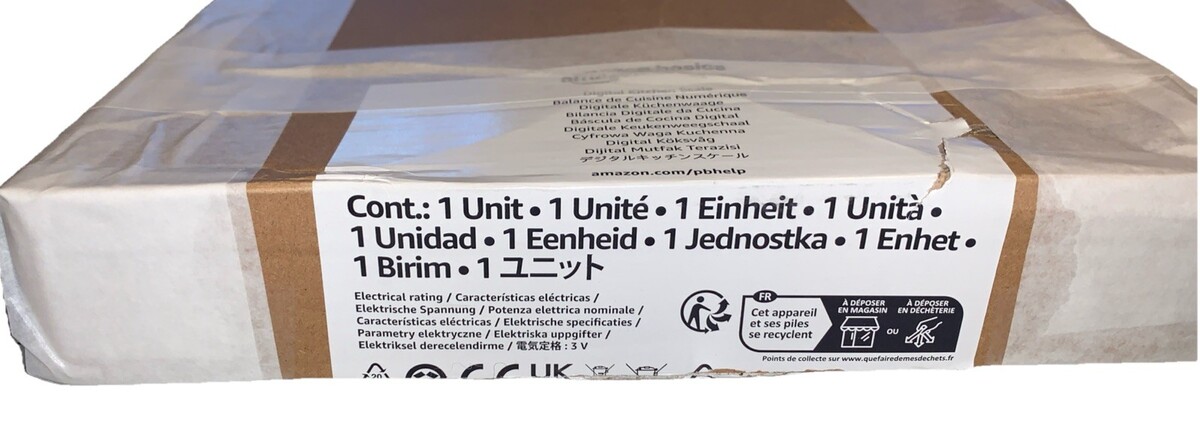 basics
Digital Kitchen Scale
Balance de Cuisine Numérique
Digitale Küchenwaage
Bilancia Digitale da Cucina
Báscula de Cocina Digital
Digitale Keukenweegschaal
Cyfrowa Waga Kuchenna
Digital Köksvåg
Dijital Mutfak Terazisi
デジタルキッチンスケール
amazon.com/pbhelp
Cont.: 1 Unit • 1 Unité • 1 Einheit • 1 Unità •
1 Unidad • 1 Eenheid • 1 Jednostka • 1 Enhet •
1 Birim • 1 ユニット
Electrical rating / Características eléctricas /
Elektrische Spannung / Potenza elettrica nominale /
Características eléctricas / Elektrische specificaties /
Parametry elektryczne / Elektriska uppgifter /
Elektriksel derecelendirme / 電気定格 : 3 V
FR
Cet appareil
et ses piles
se recyclent
À DÉPOSER
EN MAGASIN
OU
À DÉPOSER
EN DÉCHÈTERIE
Points de collecte sur www.quefairedemesdechets.fr
20
CE UK